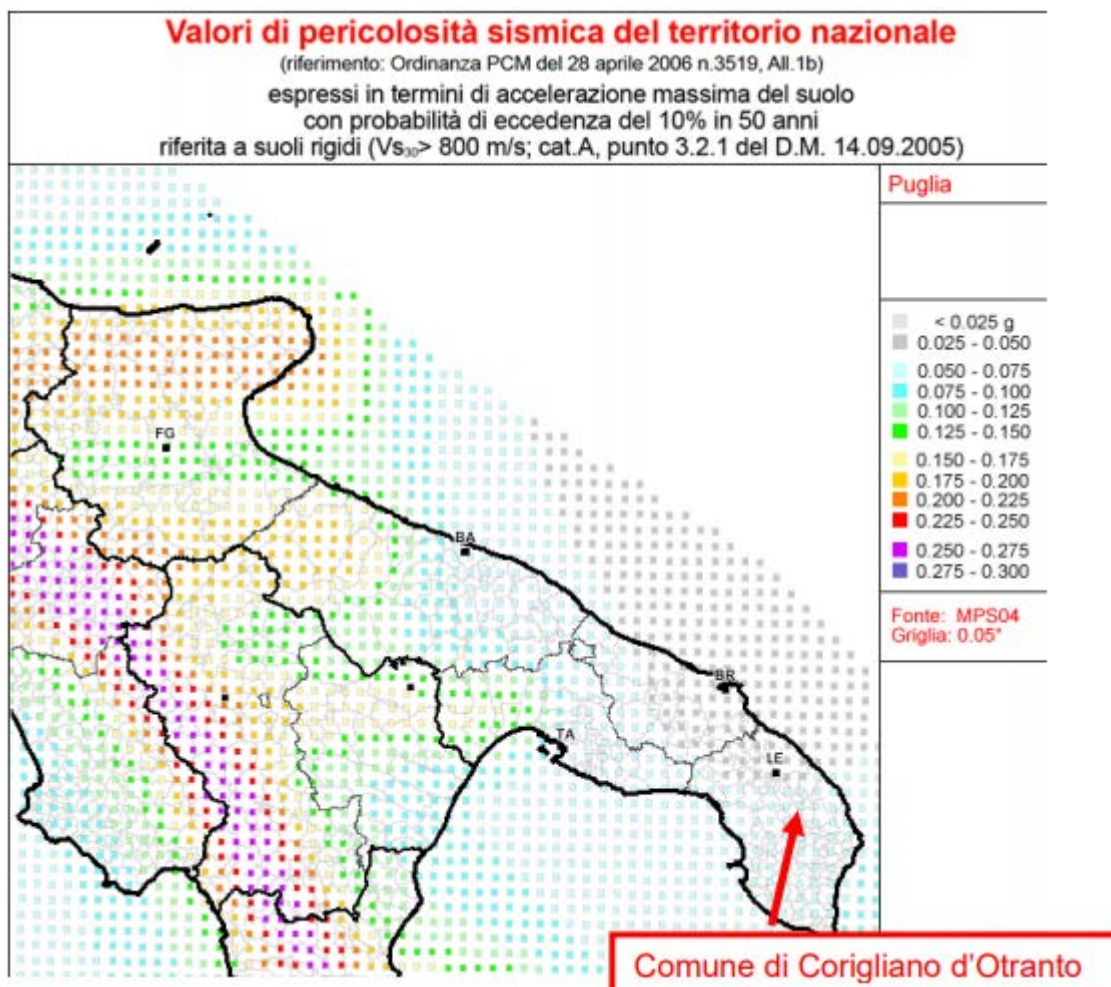 Valori di pericolosità sismica del territorio nazionale
(riferimento: Ordinanza PCM del 28 aprile 2006 n.3519, All.1b)
espressi in termini di accelerazione massima del suolo
con probabilità di eccedenza del 10% in 50 anni
riferita a suoli rigidi (Vs₃₀> 800 m/s; cat.A, punto 3.2.1 del D.M. 14.09.2005)
Puglia
< 0.025 g
0.025 - 0.050
0.050 - 0.075
0.075 - 0.100
0.100 - 0.125
0.125 - 0.150
0.150 - 0.175
0.175 - 0.200
0.200 - 0.225
0.225 - 0.250
0.250 - 0.275
0.275 - 0.300
Fonte: MPS04
Griglia: 0.05°
FG
BA
BR
TA
LE
Comune di Corigliano d'Otranto